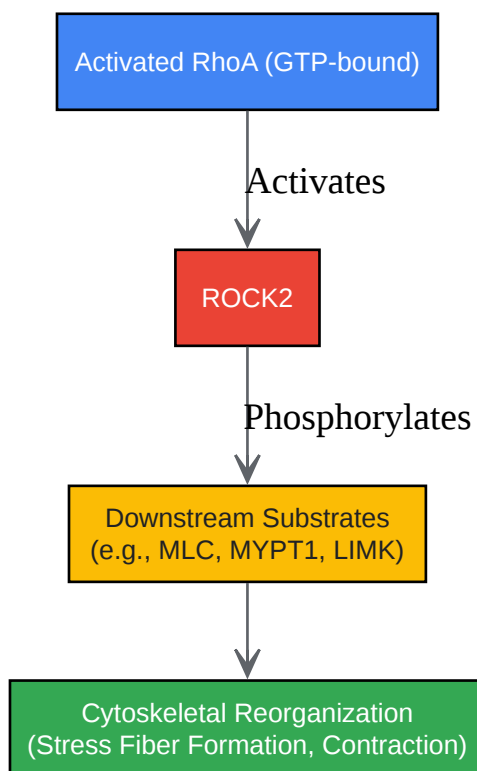 Activated RhoA (GTP-bound)
Activates
ROCK2
Phosphorylates
Downstream Substrates
(e.g., MLC, MYPT1, LIMK)
Cytoskeletal Reorganization
(Stress Fiber Formation, Contraction)